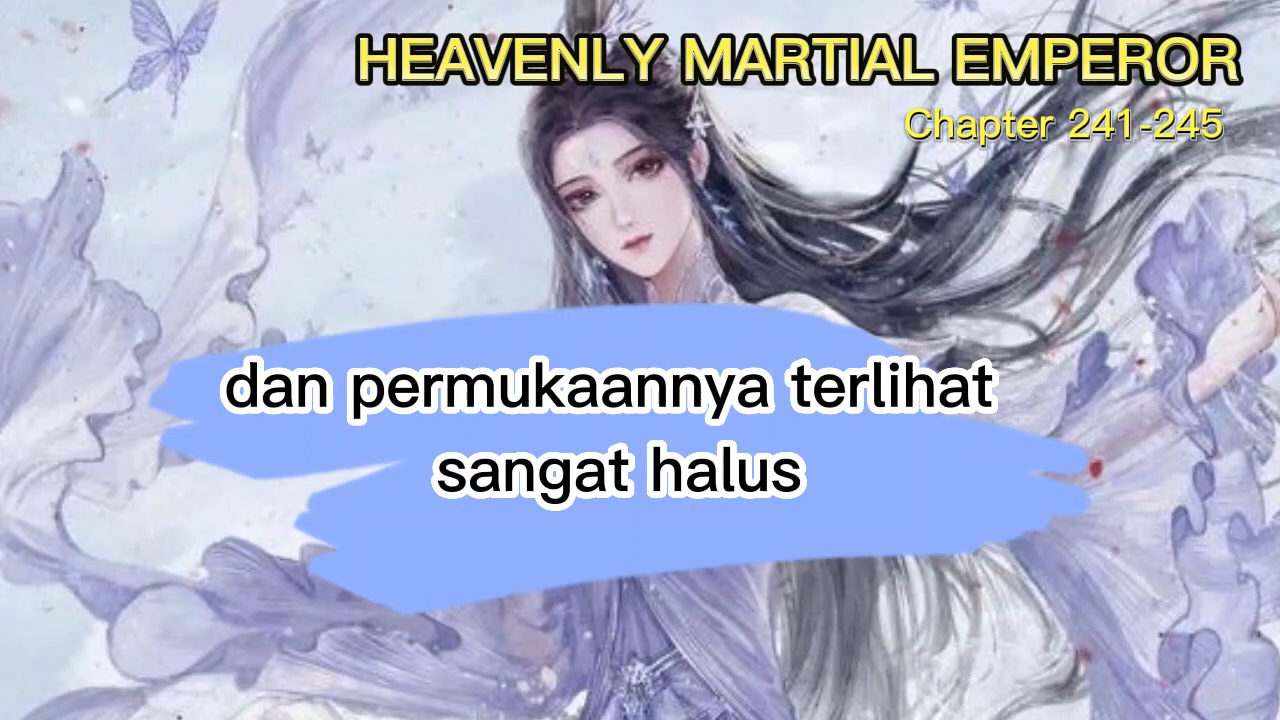 HEAVENLY MARTIAL EMPEROR
Chapter 241-245
dan permukaannya terlihat
sangat halus